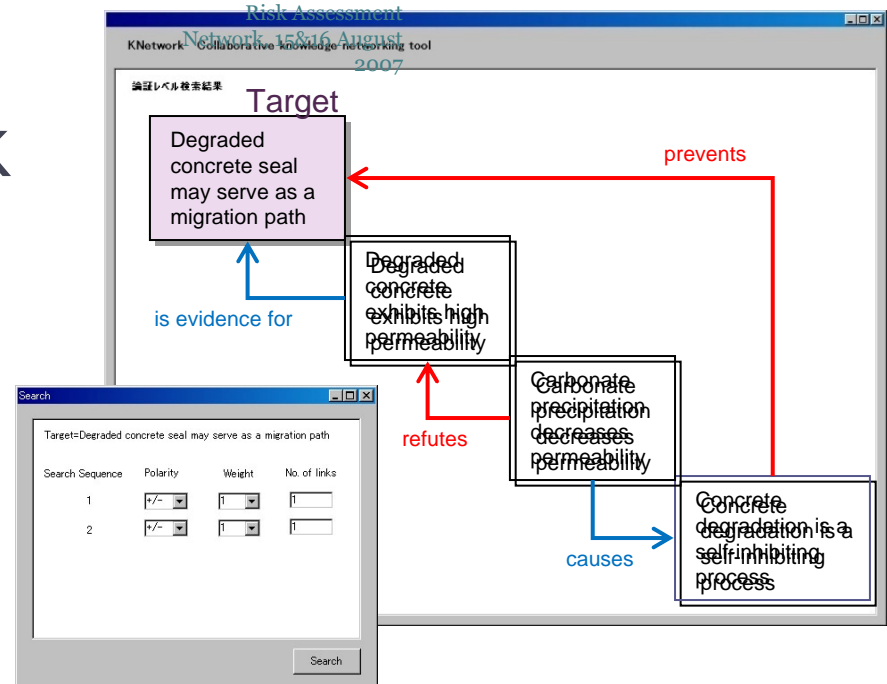 Risk Assessment
Network, 15&16 August
2007
KNetwork Collaborative knowledge networking tool
論証レベル検索結果
Target
Degraded
concrete seal
may serve as a
migration path
prevents
is evidence for
Degraded
concrete
exhibits high
permeability
refutes
Carbonate
precipitation
decreases
permeability
causes
Concrete
degradation is a
self-inhibiting
process
Search
Target=Degraded concrete seal may serve as a migration path
Search Sequence Polarity Weight No. of links
1 +/- 1 1
2 +/- 1 1
Search